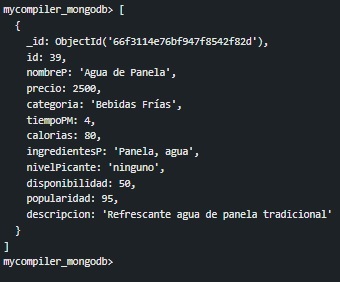 mycompiler_mongodb> [
  {
    _id: ObjectId('66f3114e76bf947f8542f82d'),
    id: 39,
    nombreP: 'Agua de Panela',
    precio: 2500,
    categoria: 'Bebidas Frías',
    tiempoPM: 4,
    calorias: 80,
    ingredientesP: 'Panela, agua',
    nivelPicante: 'ninguno',
    disponibilidad: 50,
    popularidad: 95,
    descripcion: 'Refrescante agua de panela tradicional'
  }
]
mycompiler_mongodb>